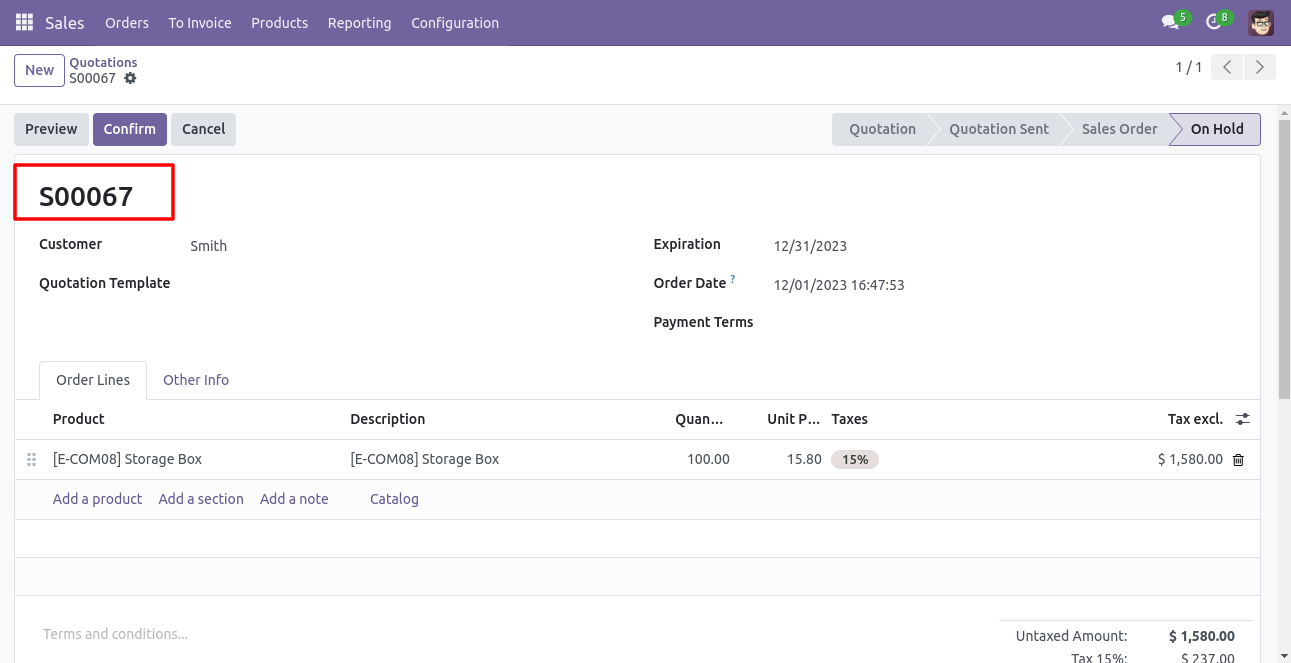 Sales Orders To Invoice Products Reporting Configuration 5 8
New Quotations
S00067 1 / 1
Preview Confirm Cancel Quotation Quotation Sent Sales Order On Hold
S00067
Customer Smith Expiration 12/31/2023
Quotation Template Order Date ? 12/01/2023 16:47:53
Payment Terms
Order Lines Other Info
Product Description Quan... Unit P... Taxes Tax excl.
[E-COM08] Storage Box [E-COM08] Storage Box 100.00 15.80 15% $ 1,580.00
Add a product Add a section Add a note Catalog
Terms and conditions... Untaxed Amount: $ 1,580.00
Tax 15%: $ 237.00